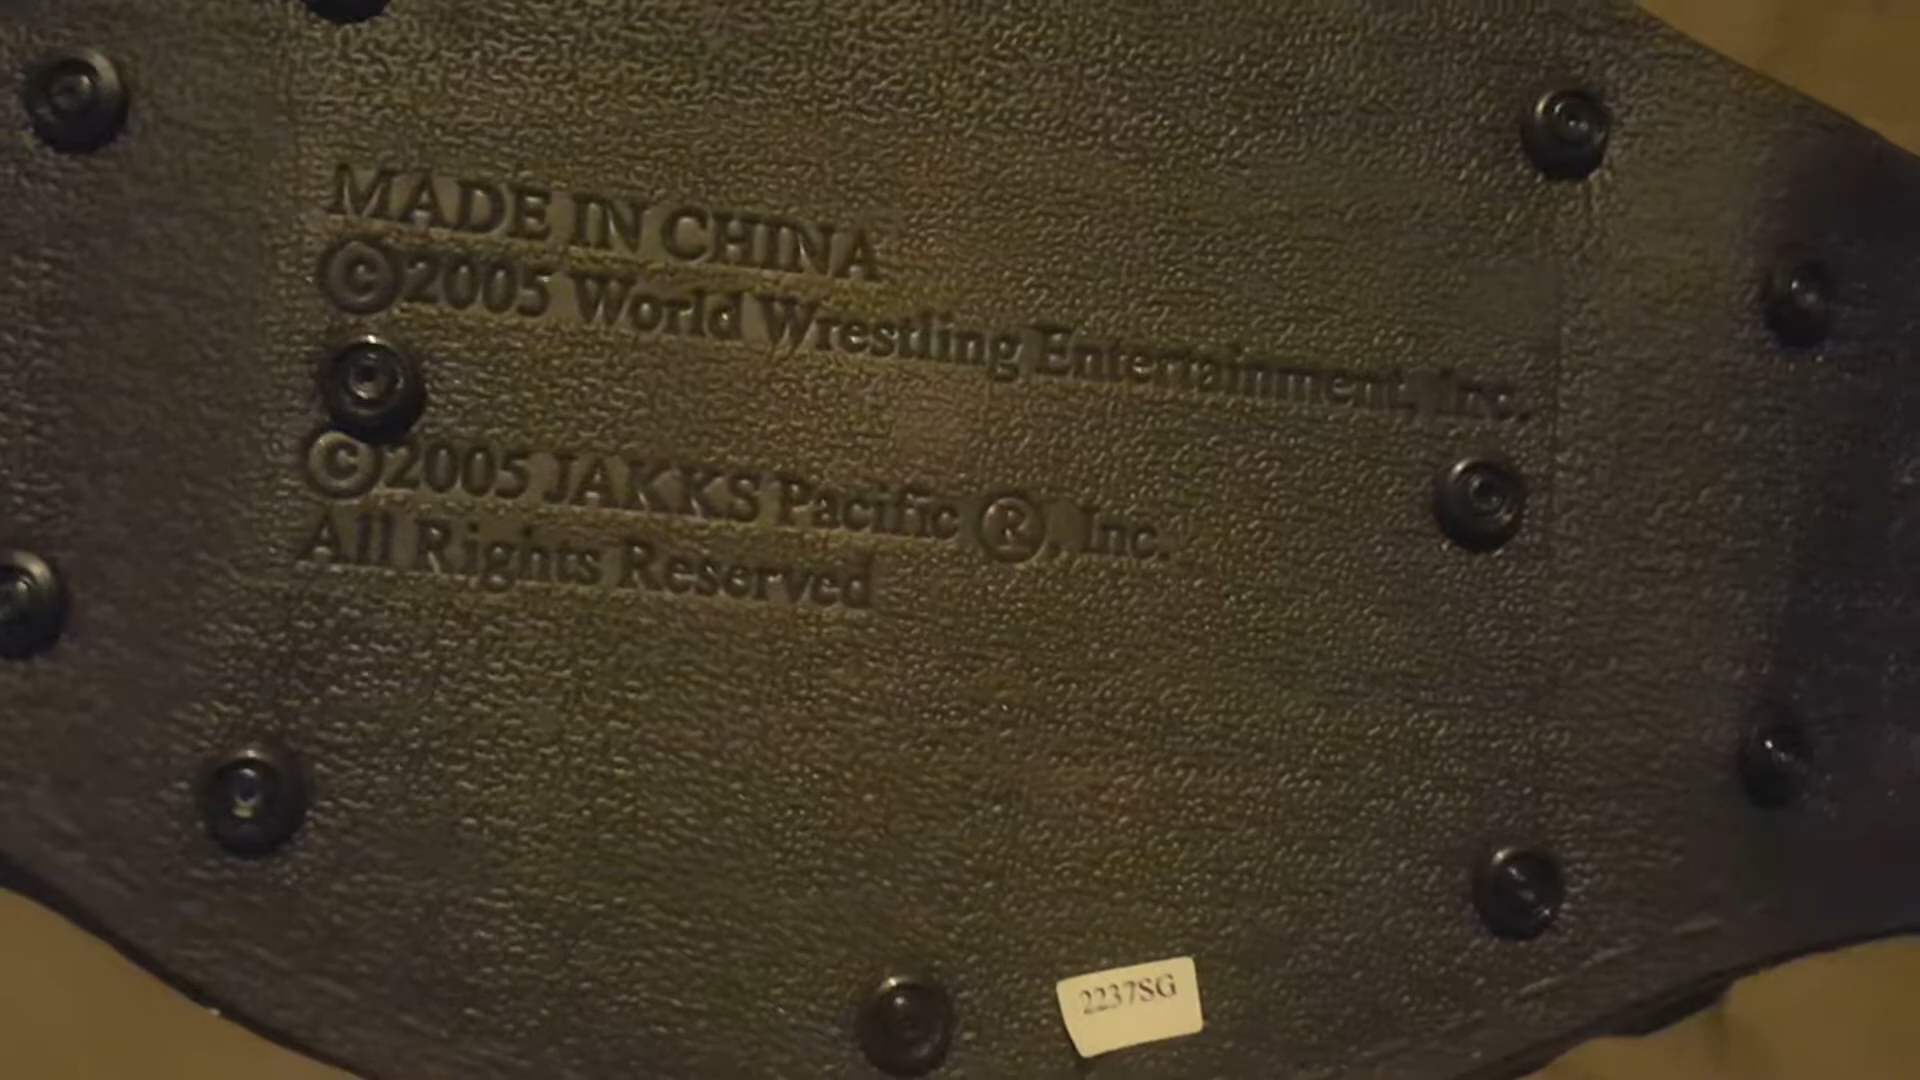 MADE IN CHINA
©2005 World Wrestling Entertainment, Inc.
©2005 JAKKS Pacific ®, Inc.
All Rights Reserved
2237SG